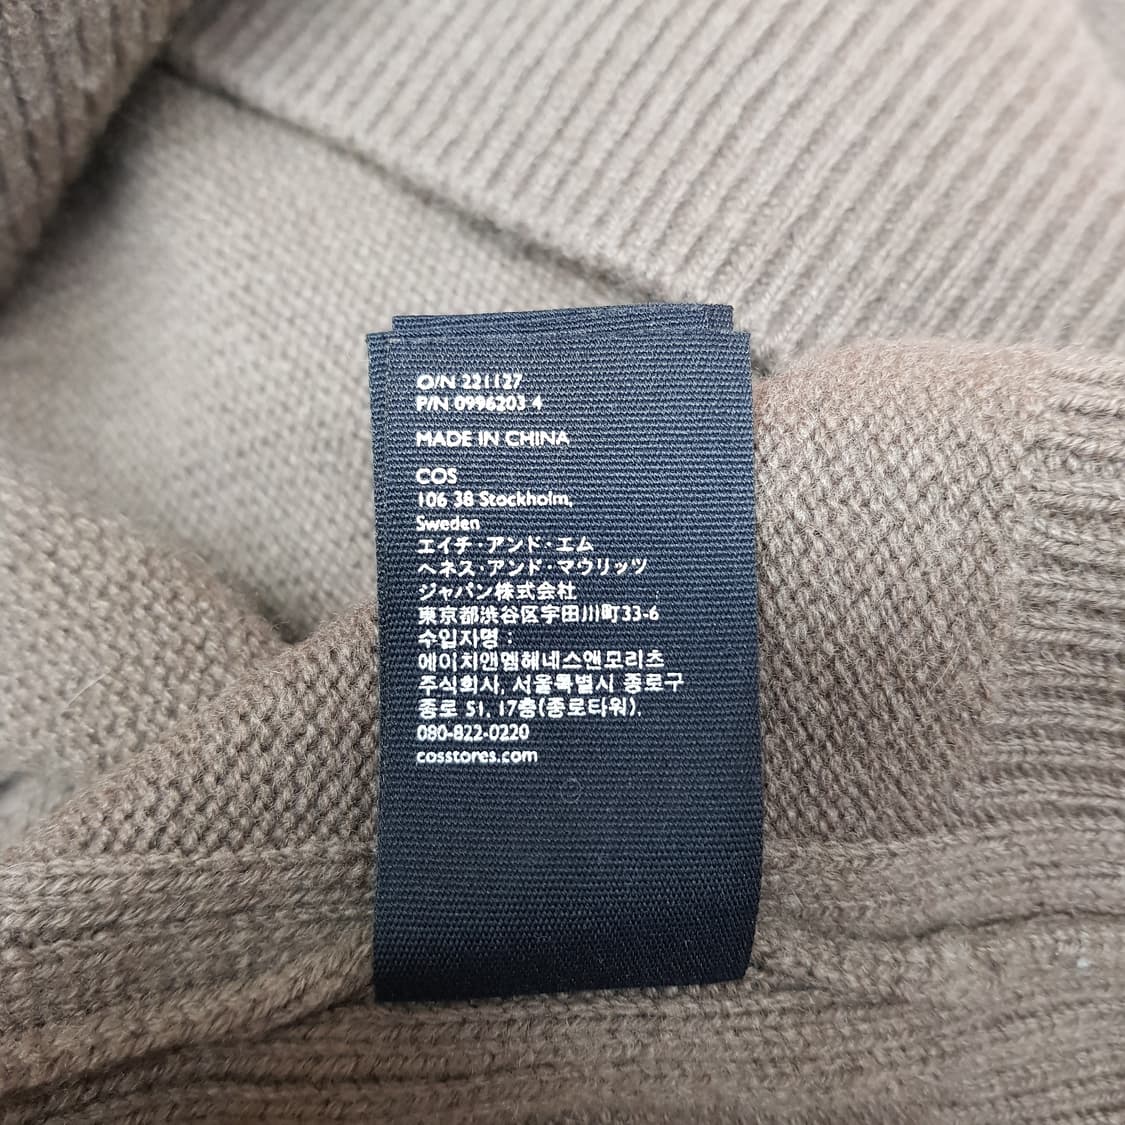 O/N 221127
P/N 0996203 4
MADE IN CHINA
COS
106 38 Stockholm,
Sweden
エイチ・アンド・エム
ヘネス・アンド・マウリッツ
ジャパン株式会社
東京都渋谷区宇田川町33-6
수입자명 :
에이치앤엠헤네스앤모리츠
주식회사, 서울특별시 종로구
종로 51, 17층(종로타워),
080-822-0220
cosstores.com